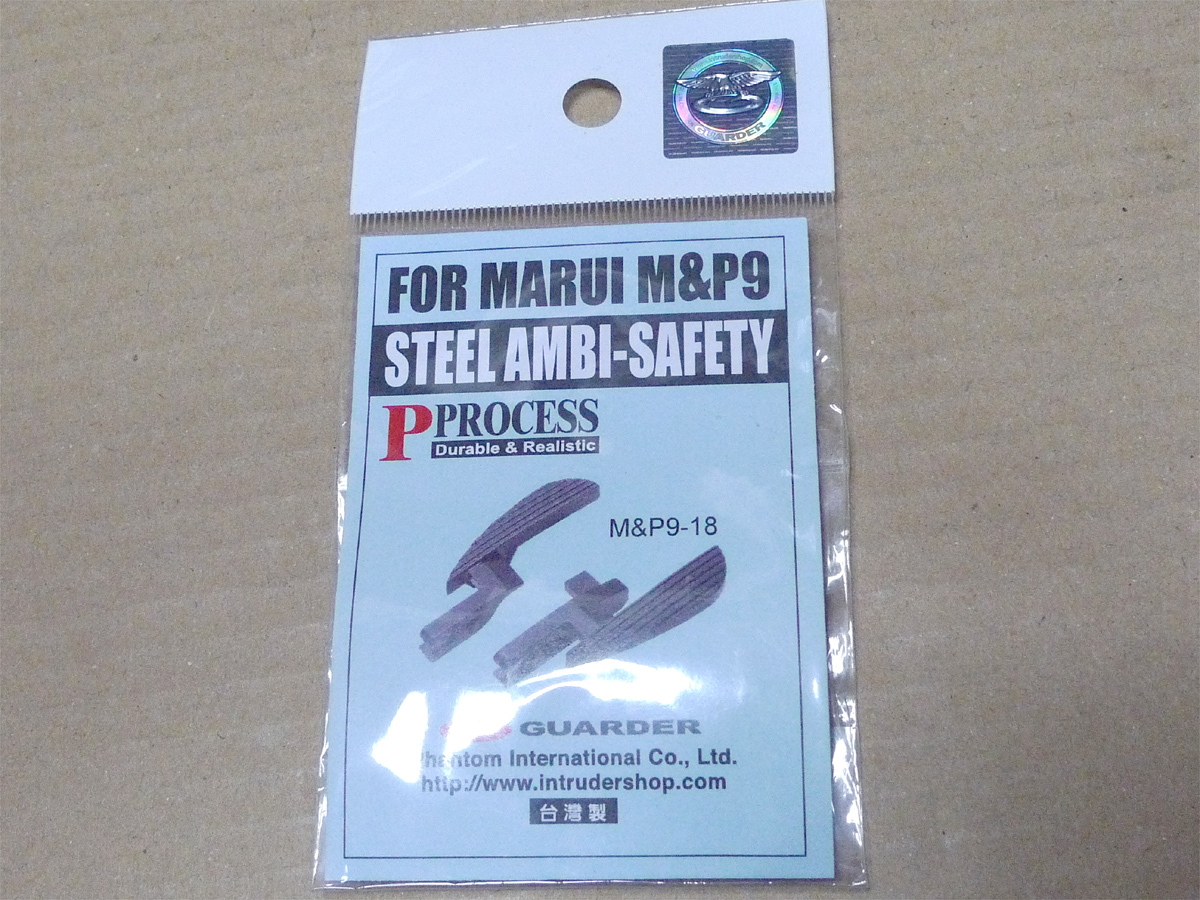 GUARDER
FOR MARUI M&P9
STEEL AMBI-SAFETY
P PROCESS
Durable & Realistic
M&P9-18
GUARDER
Phantom International Co., Ltd.
http://www.intrudershop.com
台灣製